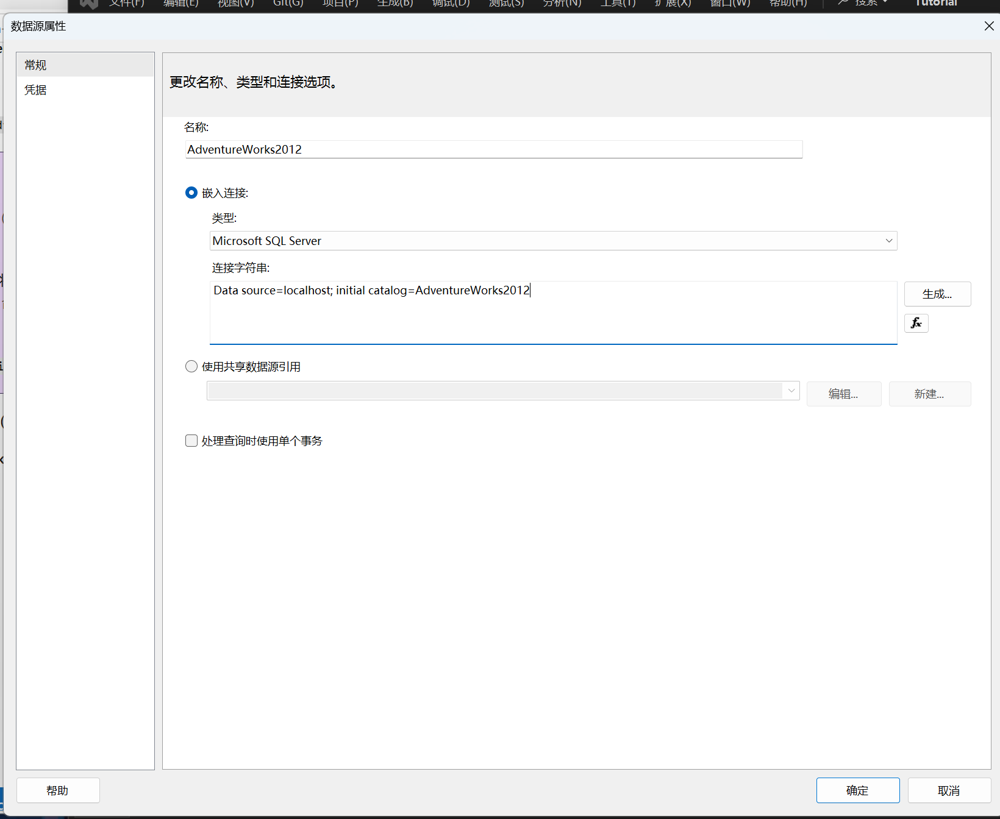 文件(F) 编辑(E) 视图(V) Git(G) 项目(P) 生成(B) 调试(D) 测试(S) 分析(N) 工具(T) 扩展(X) 窗口(W) 帮助(H) 搜索 Tutorial
数据源属性
常规
凭据
更改名称、类型和连接选项。
名称:
AdventureWorks2012
嵌入连接:
类型:
Microsoft SQL Server
连接字符串:
Data source=localhost; initial catalog=AdventureWorks2012
生成...
fx
使用共享数据源引用
编辑...
新建...
处理查询时使用单个事务
帮助
确定
取消